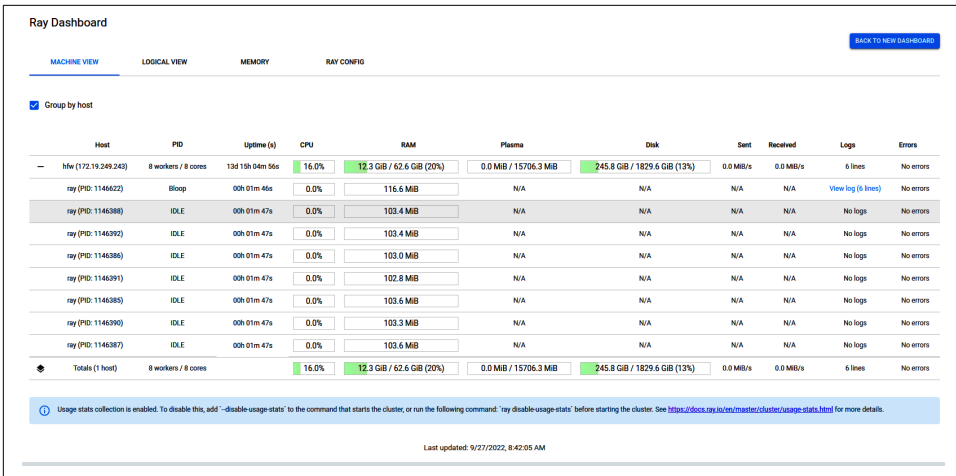 Ray Dashboard
BACK TO NEW DASHBOARD
MACHINE VIEW LOGICAL VIEW MEMORY RAY CONFIG
Group by host
Host PID Uptime (s) CPU RAM Plasma Disk Sent Received Logs Errors
hfw (172.19.249.243) 8 workers / 8 cores 13d 15h 04m 56s 16.0% 12.3 GiB / 62.6 GiB (20%) 0.0 MiB / 15706.3 MiB 245.8 GiB / 1829.6 GiB (13%) 0.0 MiB/s 0.0 MiB/s 6 lines No errors
ray (PID: 1146622) Bloop 00h 01m 46s 0.0% 116.6 MiB N/A N/A N/A N/A View log (6 lines) No errors
ray (PID: 1146388) IDLE 00h 01m 47s 0.0% 103.4 MiB N/A N/A N/A N/A No logs No errors
ray (PID: 1146392) IDLE 00h 01m 47s 0.0% 103.4 MiB N/A N/A N/A N/A No logs No errors
ray (PID: 1146386) IDLE 00h 01m 47s 0.0% 103.0 MiB N/A N/A N/A N/A No logs No errors
ray (PID: 1146391) IDLE 00h 01m 47s 0.0% 102.8 MiB N/A N/A N/A N/A No logs No errors
ray (PID: 1146385) IDLE 00h 01m 47s 0.0% 103.6 MiB N/A N/A N/A N/A No logs No errors
ray (PID: 1146390) IDLE 00h 01m 47s 0.0% 103.3 MiB N/A N/A N/A N/A No logs No errors
ray (PID: 1146387) IDLE 00h 01m 47s 0.0% 103.6 MiB N/A N/A N/A N/A No logs No errors
Totals (1 host) 8 workers / 8 cores 16.0% 12.3 GiB / 62.6 GiB (20%) 0.0 MiB / 15706.3 MiB 245.8 GiB / 1829.6 GiB (13%) 0.0 MiB/s 0.0 MiB/s 6 lines No errors
Usage stats collection is enabled. To disable this, add `--disable-usage-stats` to the command that starts the cluster, or run the following command: `ray disable-usage-stats` before starting the cluster. See https://docs.ray.io/en/master/cluster/usage-stats.html for more details.
Last updated: 9/27/2022, 8:42:05 AM